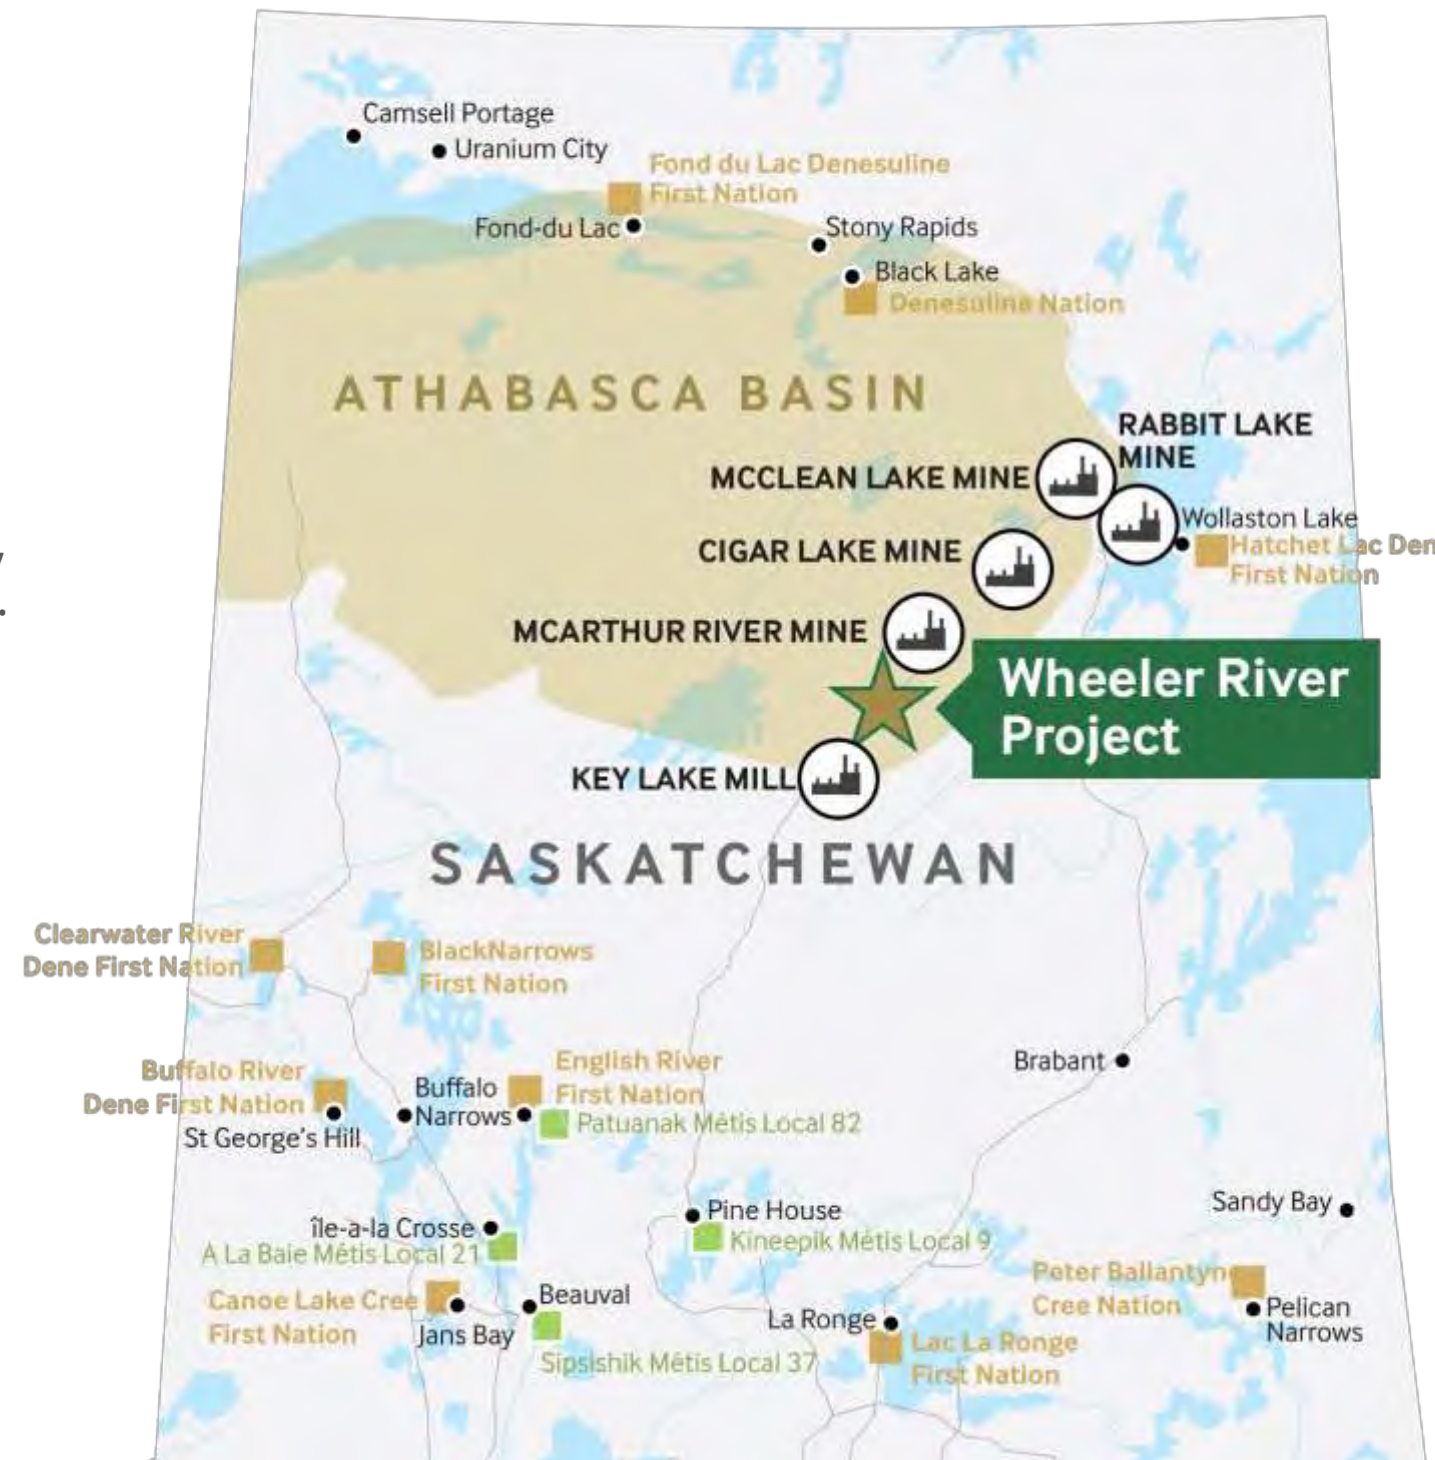 Camsell Portage
Uranium City
Fond du Lac Denesuline
First Nation
Fond-du Lac
Stony Rapids
Black Lake
Denesuline Nation
ATHABASCA BASIN
RABBIT LAKE
MINE
MCCLEAN LAKE MINE
Wollaston Lake
CIGAR LAKE MINE
Hatchet Lac Den
First Nation
MCARTHUR RIVER MINE
Wheeler River
Project
KEY LAKE MILL
SASKATCHEWAN
Clearwater River
Dene First Nation
BlackNarrows
First Nation
Buffalo River
Dene First Nation
St George's Hill
Buffalo
Narrows
English River
First Nation
Patuanak Métis Local 82
Brabant
île-a-la Crosse
A La Baie Métis Local 21
Pine House
Kineepik Métis Local 9
Sandy Bay
Canoe Lake Cree
First Nation
Jans Bay
Beauval
Sipsishik Métis Local 37
La Ronge
Lac La Ronge
First Nation
Peter Ballantyne
Cree Nation
Pelican
Narrows